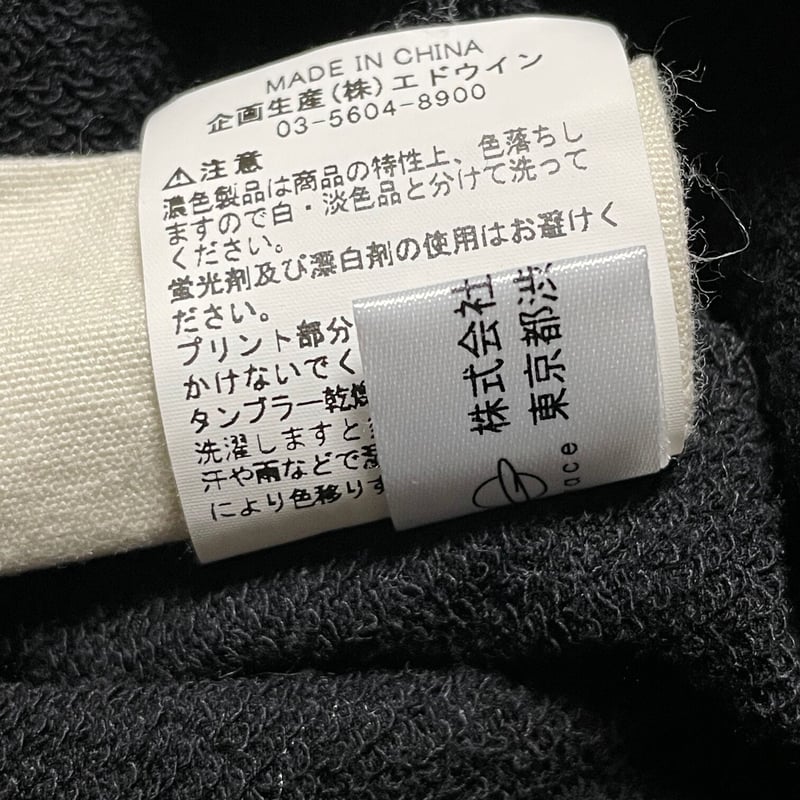 MADE IN CHINA
企画生産(株)エドウイン
03-5604-8900
⚠注意
濃色製品は商品の特性上、色落ちし
ますので白・淡色品と分けて洗って
ください。
蛍光剤及び漂白剤の使用はお避けく
ださい。
プリント部分
かけないでく
タンブラー乾燥
洗濯しますと
汗や雨などで
により色移りす
株式会社
東京都渋
ace